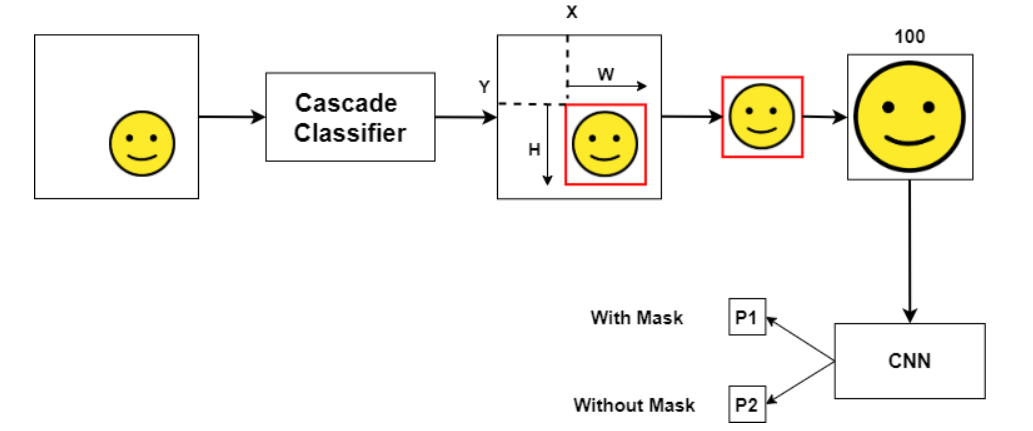 X
100
Y
W
Cascade
Classifier
H
With Mask
P1
CNN
Without Mask
P2